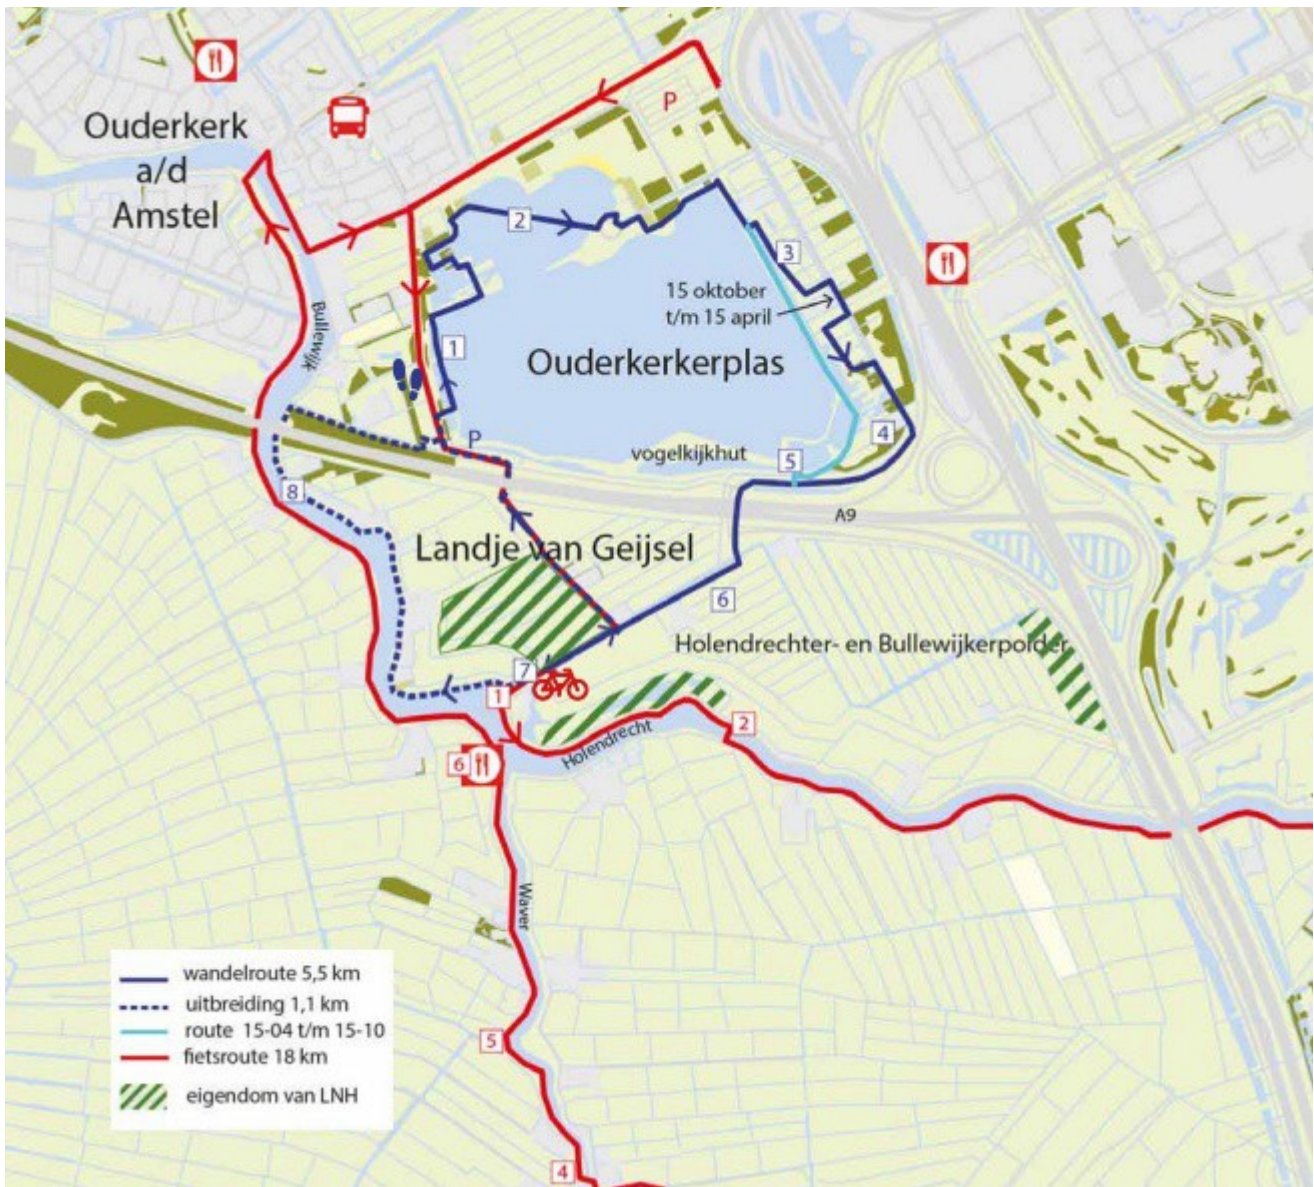 P
Ouderkerk
a/d
Amstel
2
3
15 oktober
t/m 15 april
Bullewijk
1
Ouderkerkerplas
4
P
vogelkijkhut
5
8
A9
Landje van Geijsel
6
Holendrechter- en Bullewijkerpolder
7
1
2
Holendrecht
6
Waver
wandelroute 5,5 km
uitbreiding 1,1 km
route 15-04 t/m 15-10
fietsroute 18 km
eigendom van LNH
5
4